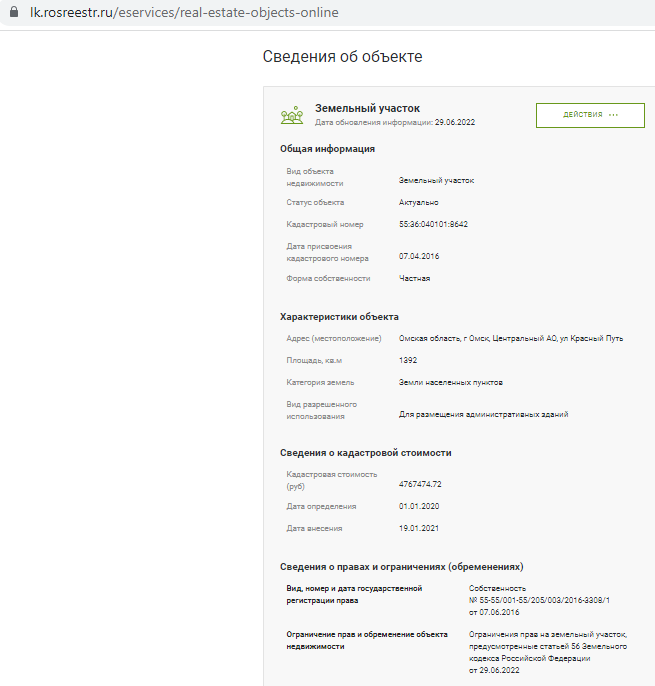 lk.rosreestr.ru/eservices/real-estate-objects-online
Сведения об объекте
Земельный участок
Дата обновления информации: 29.06.2022
ДЕЙСТВИЯ ···
Общая информация
Вид объекта
недвижимости
Земельный участок
Статус объекта
Актуально
Кадастровый номер
55:36:040101:8642
Дата присвоения
кадастрового номера
07.04.2016
Форма собственности
Частная
Характеристики объекта
Адрес (местоположение)
Омская область, г Омск, Центральный АО, ул Красный Путь
Площадь, кв.м
1392
Категория земель
Земли населенных пунктов
Вид разрешенного
использования
Для размещения административных зданий
Сведения о кадастровой стоимости
Кадастровая стоимость
(руб)
4767474.72
Дата определения
01.01.2020
Дата внесения
19.01.2021
Сведения о правах и ограничениях (обременениях)
Вид, номер и дата государственной
регистрации права
Собственность
№ 55-55/001-55/205/003/2016-3308/1
от 07.06.2016
Ограничение прав и обременение объекта
недвижимости
Ограничения прав на земельный участок,
предусмотренные статьей 56 Земельного
кодекса Российской Федерации
от 29.06.2022